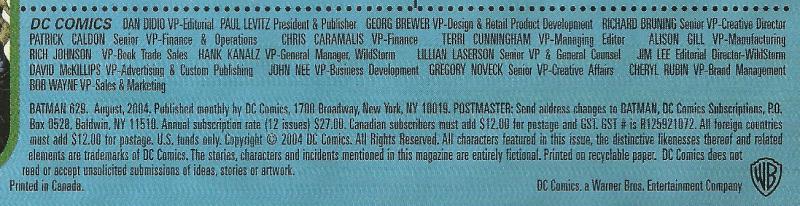 DC COMICS DAN DIDIO VP-Editorial PAUL LEVITZ President & Publisher GEORG BREWER VP-Design & Retail Product Development RICHARD BRUNING Senior VP-Creative Director
PATRICK CALDON Senior VP-Finance & Operations CHRIS CARAMALIS VP-Finance TERRI CUNNINGHAM VP-Managing Editor ALISON GILL VP-Manufacturing
RICH JOHNSON VP-Book Trade Sales HANK KANALZ VP-General Manager, WildStorm LILLIAN LASERSON Senior VP & General Counsel JIM LEE Editorial Director-WildStorm
DAVID McKILLIPS VP-Advertising & Custom Publishing JOHN NEE VP-Business Development GREGORY NOVECK Senior VP-Creative Affairs CHERYL RUBIN VP-Brand Management
BOB WAYNE VP-Sales & Marketing
BATMAN 629. August, 2004. Published monthly by DC Comics, 1700 Broadway, New York, NY 10019. POSTMASTER: Send address changes to BATMAN, DC Comics Subscriptions, P.O.
Box 0528, Baldwin, NY 11510. Annual subscription rate (12 issues) $27.00. Canadian subscribers must add $12.00 for postage and GST. GST # is R125921072. All foreign countries
must add $12.00 for postage. U.S. funds only. Copyright © 2004 DC Comics. All Rights Reserved. All characters featured in this issue, the distinctive likenesses thereof and related
elements are trademarks of DC Comics. The stories, characters and incidents mentioned in this magazine are entirely fictional. Printed on recyclable paper. DC Comics does not
read or accept unsolicited submissions of ideas, stories or artwork.
Printed in Canada.
DC Comics, a Warner Bros. Entertainment Company
WB